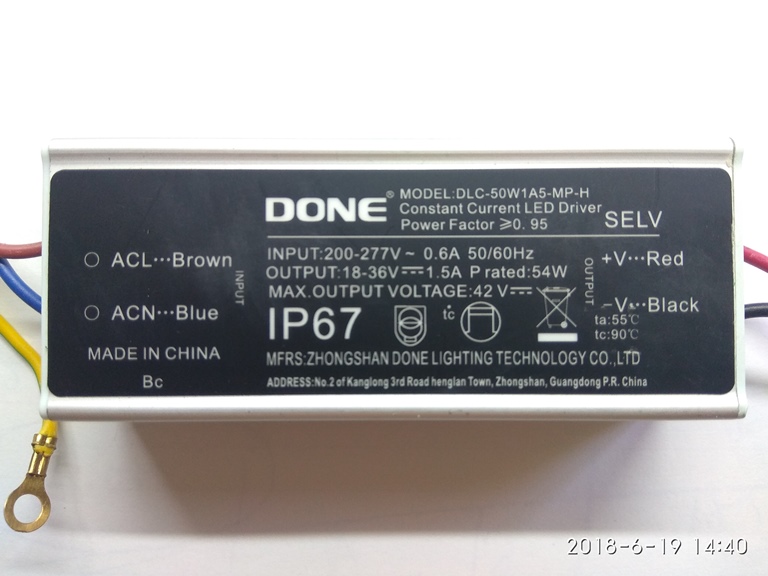 DONE®
MODEL:DLC-50W1A5-MP-H
Constant Current LED Driver
Power Factor ≥0.95
SELV
ACL···Brown
ACN···Blue
INPUT
MADE IN CHINA
Bc
INPUT:200-277V ~ 0.6A 50/60Hz
OUTPUT:18-36V⎓1.5A P rated:54W
MAX.OUTPUT VOLTAGE:42 V⎓
IP67
tc
OUTPUT
+V···Red
-V···Black
ta:55℃
tc:90℃
MFRS:ZHONGSHAN DONE LIGHTING TECHNOLOGY CO.,LTD
ADDRESS:No.2 of Kanglong 3rd Road henglan Town, Zhongshan, Guangdong P.R. China
2018-6-19 14:40